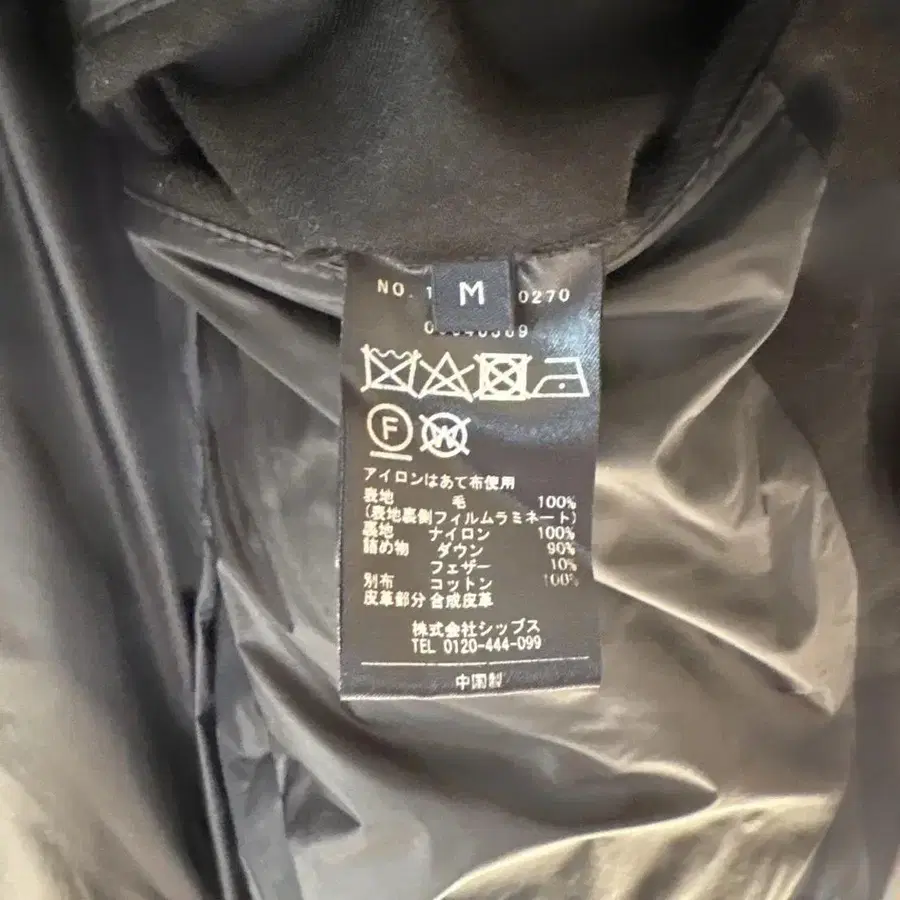 M
NO. 1 0270
アイロンはあて布使用
表地 毛 100%
(表地裏側フィルムラミネート)
裏地 ナイロン 100%
詰め物 ダウン 90%
フェザー 10%
別布 コットン 100%
皮革部分 合成皮革
株式会社シップス
TEL 0120-444-099
中国製